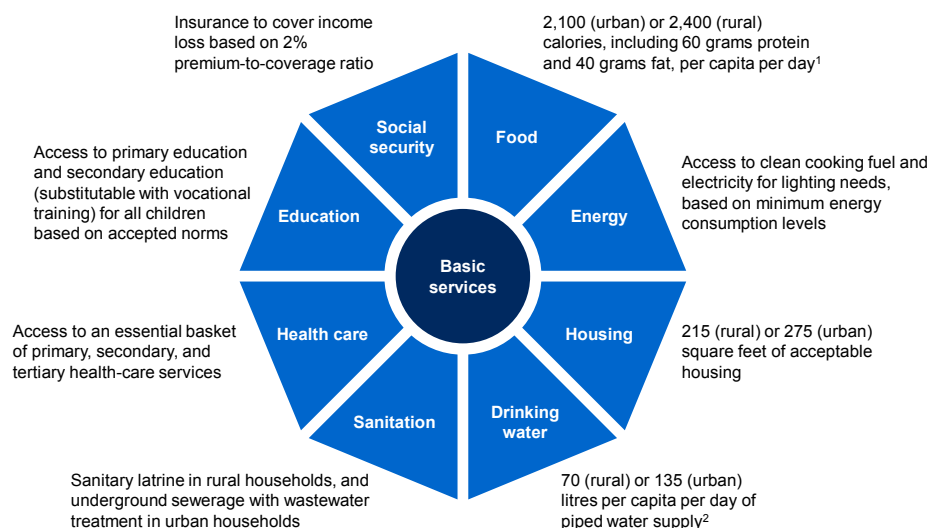 Insurance to cover income
loss based on 2%
premium-to-coverage ratio
2,100 (urban) or 2,400 (rural)
calories, including 60 grams protein
and 40 grams fat, per capita per day¹
Social
security
Food
Access to primary education
and secondary education
(substitutable with vocational
training) for all children
based on accepted norms
Education
Energy
Access to clean cooking fuel and
electricity for lighting needs,
based on minimum energy
consumption levels
Basic
services
Access to an essential basket
of primary, secondary, and
tertiary health-care services
Health care
Housing
215 (rural) or 275 (urban)
square feet of acceptable
housing
Sanitation
Drinking
water
Sanitary latrine in rural households, and
underground sewerage with wastewater
treatment in urban households
70 (rural) or 135 (urban)
litres per capita per day of
piped water supply²